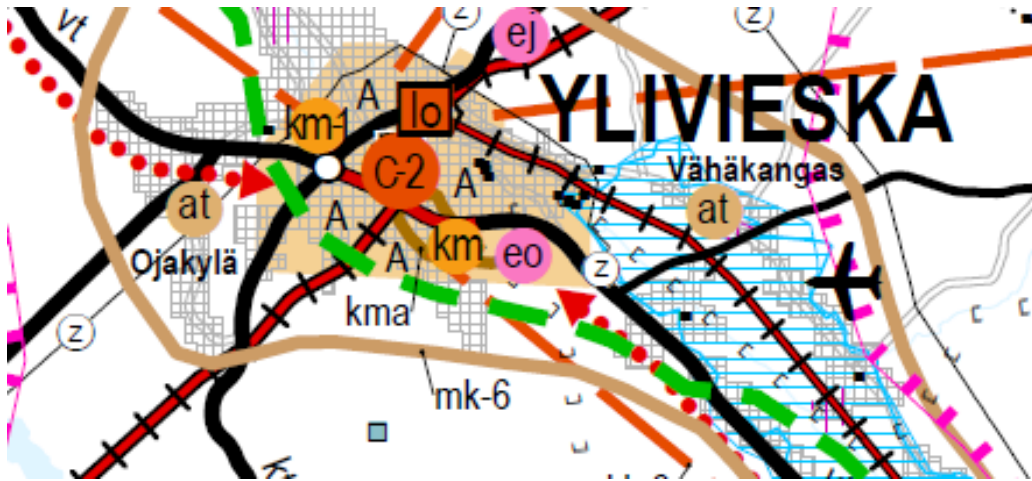 vt
z
z
ej
A
lo
YLIVIESKA
km-1
C-2
Vähäkangas
A
at
at
A
km
eo
Ojakylä
A
z
kma
z
mk-6